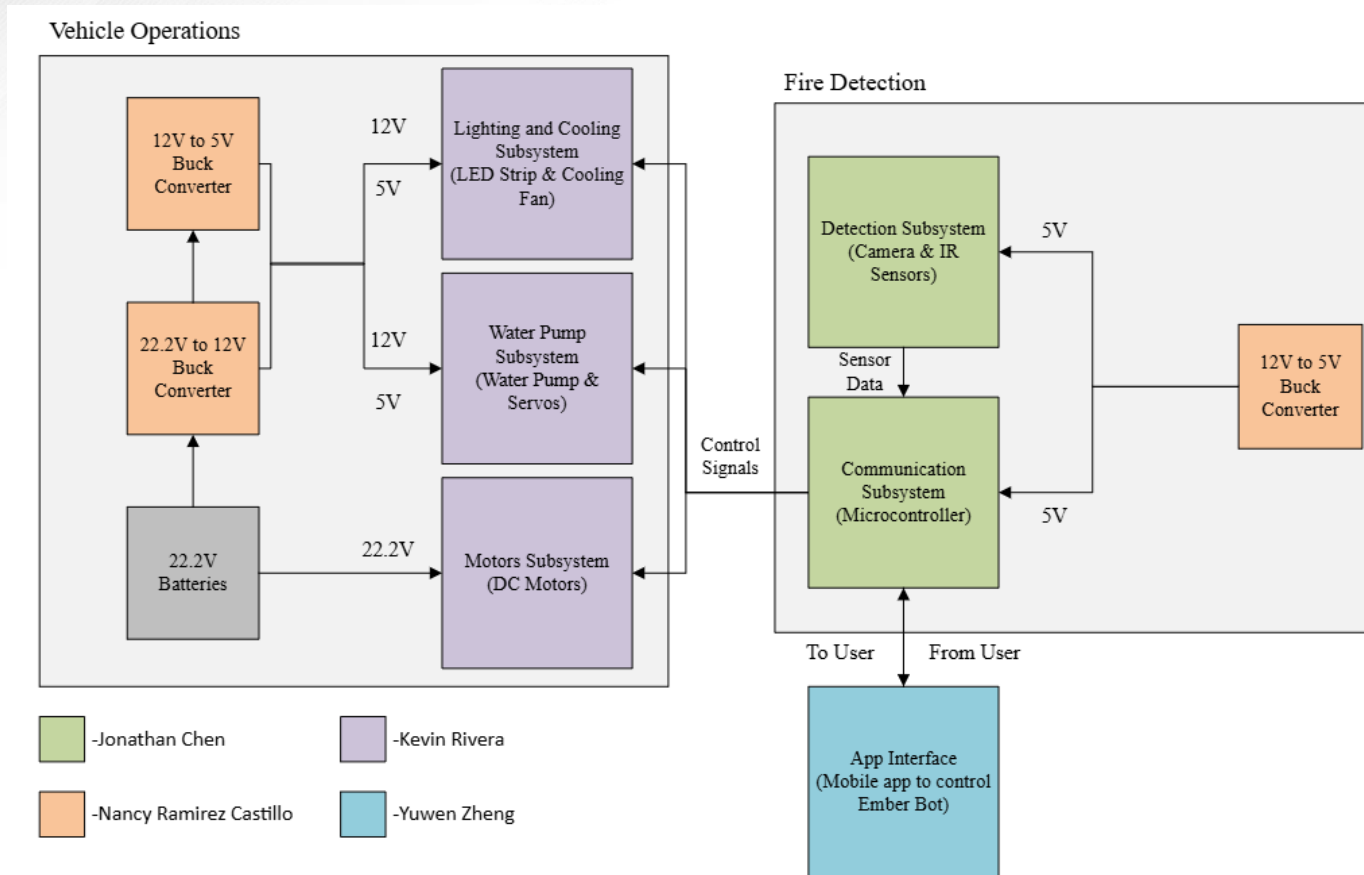 Vehicle Operations
12V to 5V
Buck
Converter
22.2V to 12V
Buck
Converter
22.2V
Batteries
12V
5V
12V
5V
22.2V
Lighting and Cooling
Subsystem
(LED Strip & Cooling
Fan)
Water Pump
Subsystem
(Water Pump &
Servos)
Motors Subsystem
(DC Motors)
Control
Signals
Fire Detection
Detection Subsystem
(Camera & IR
Sensors)
Sensor
Data
Communication
Subsystem
(Microcontroller)
5V
5V
12V to 5V
Buck
Converter
To User
From User
App Interface
(Mobile app to control
Ember Bot)
-Jonathan Chen
-Kevin Rivera
-Nancy Ramirez Castillo
-Yuwen Zheng